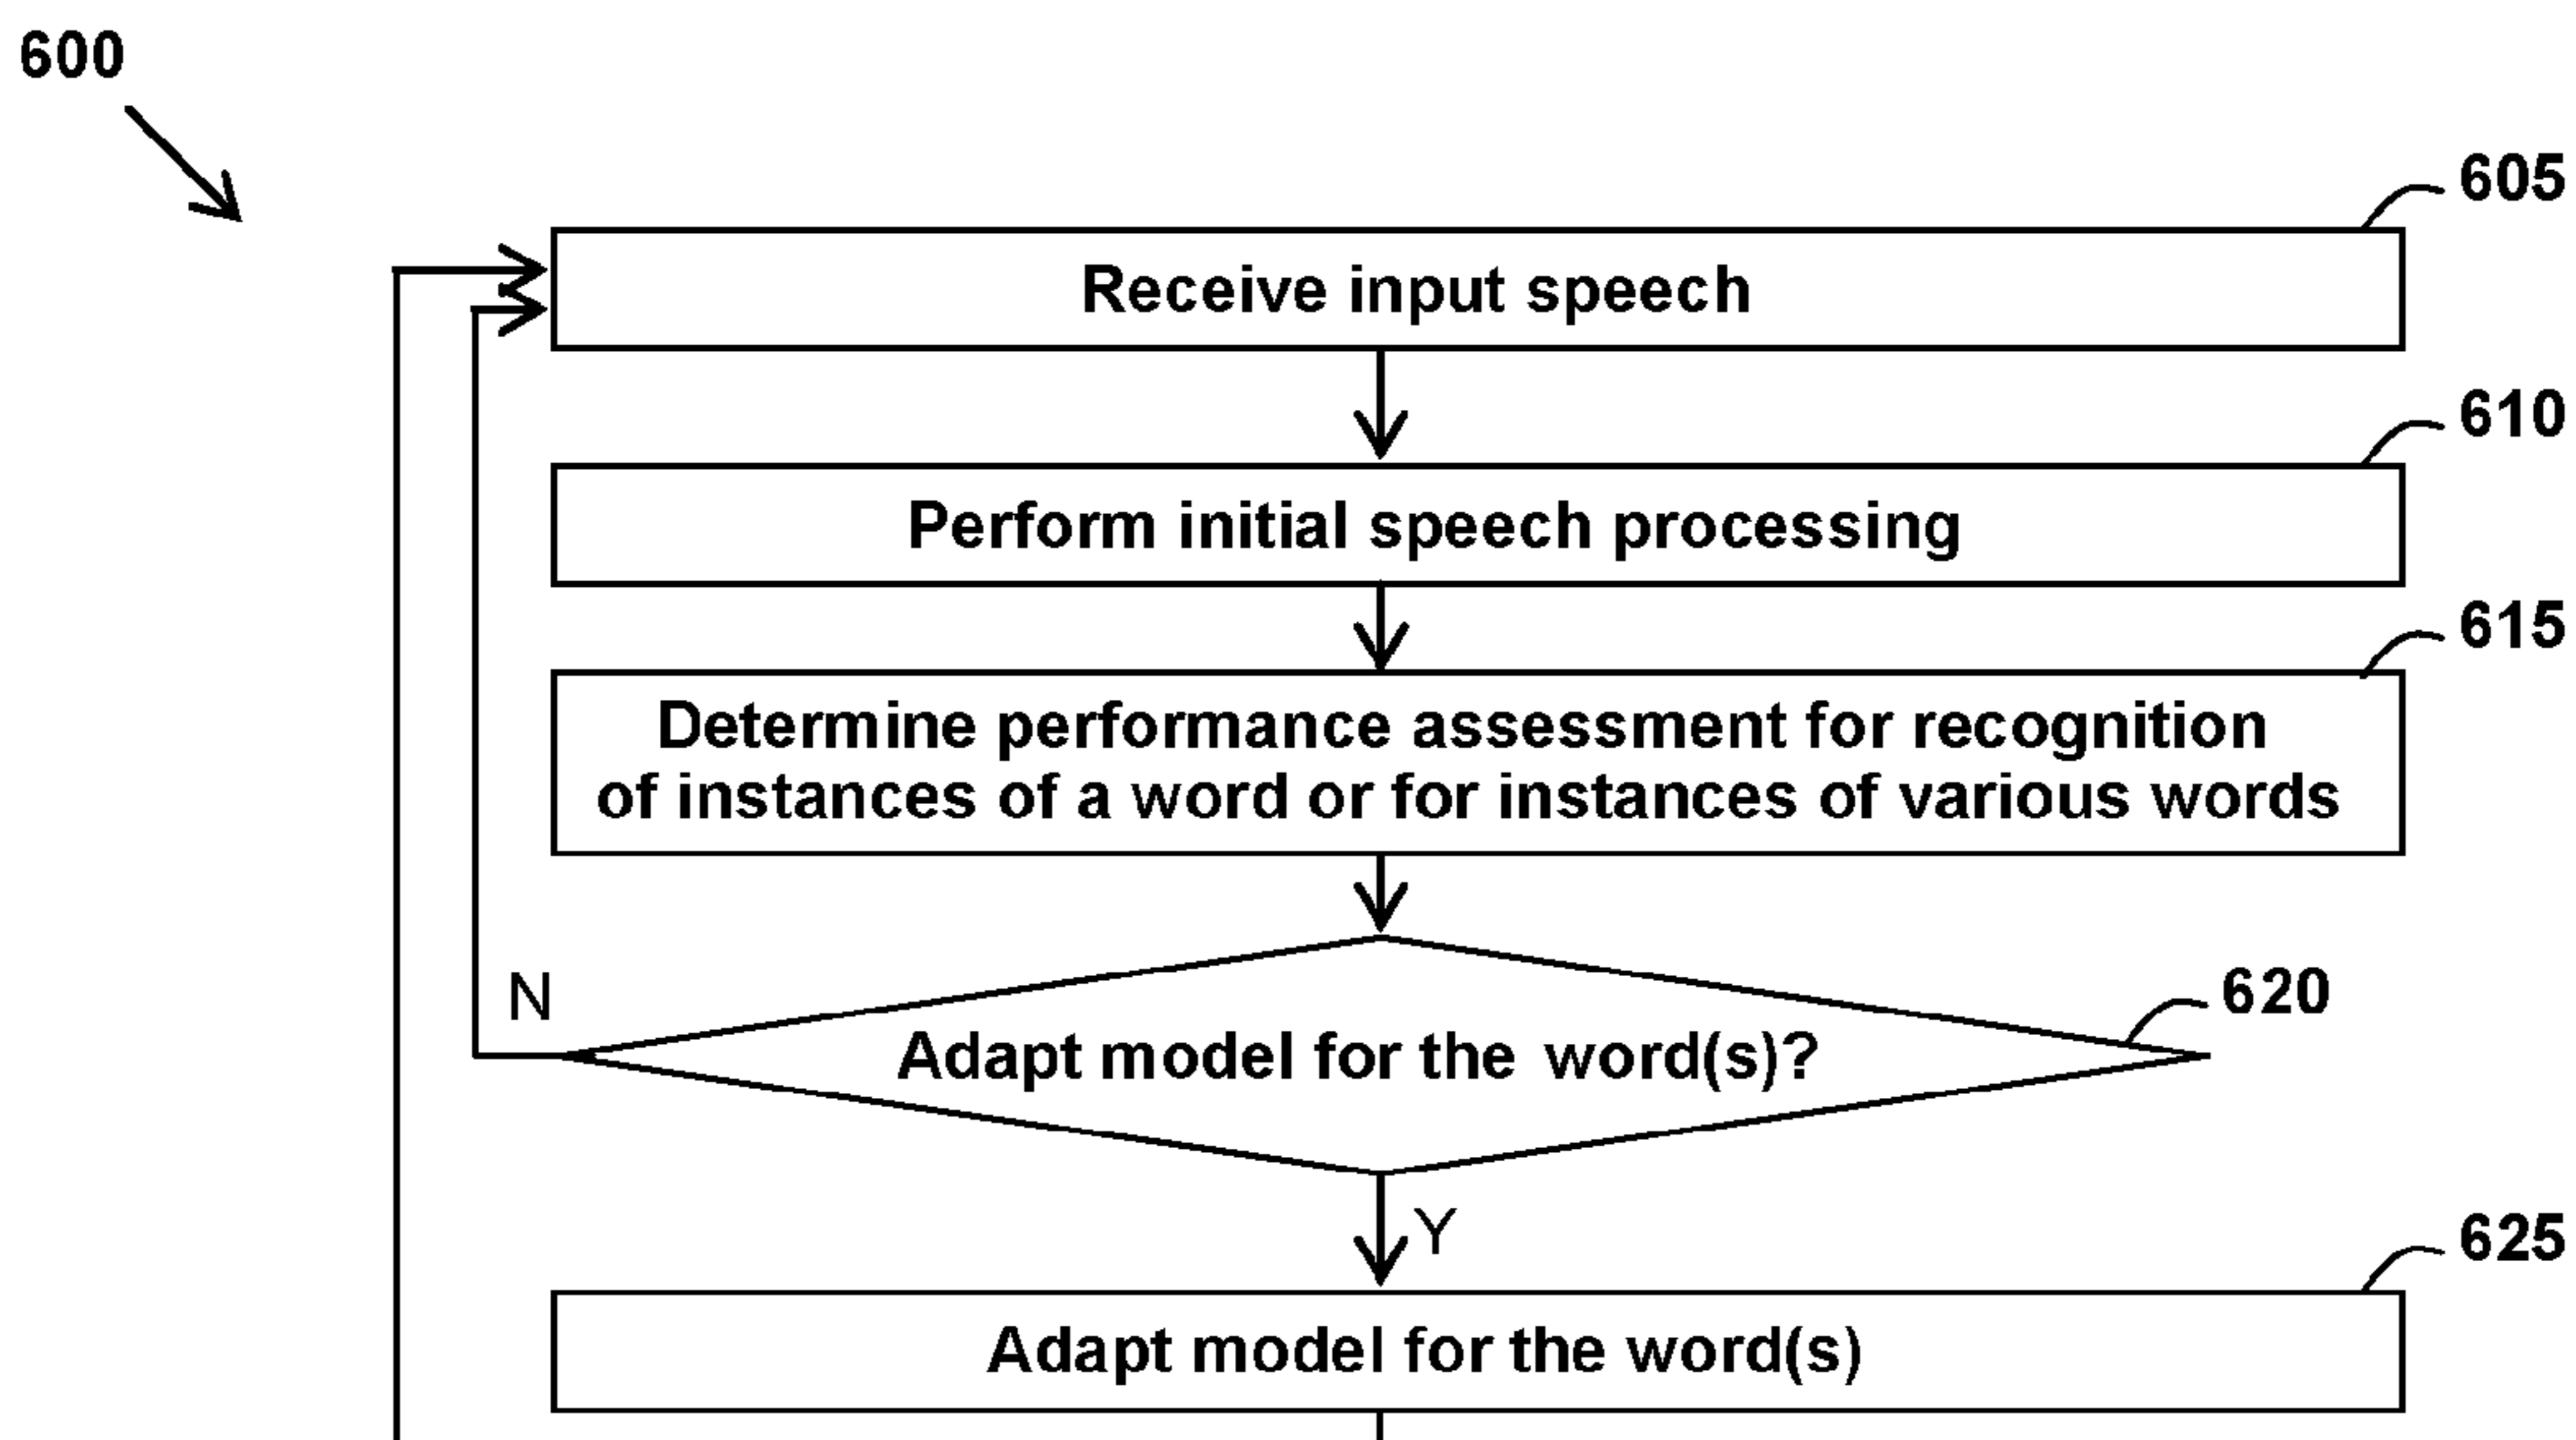 600
605
Receive input speech
610
Perform initial speech processing
615
Determine performance assessment for recognition
of instances of a word or for instances of various words
N
620
Adapt model for the word(s)?
Y
625
Adapt model for the word(s)